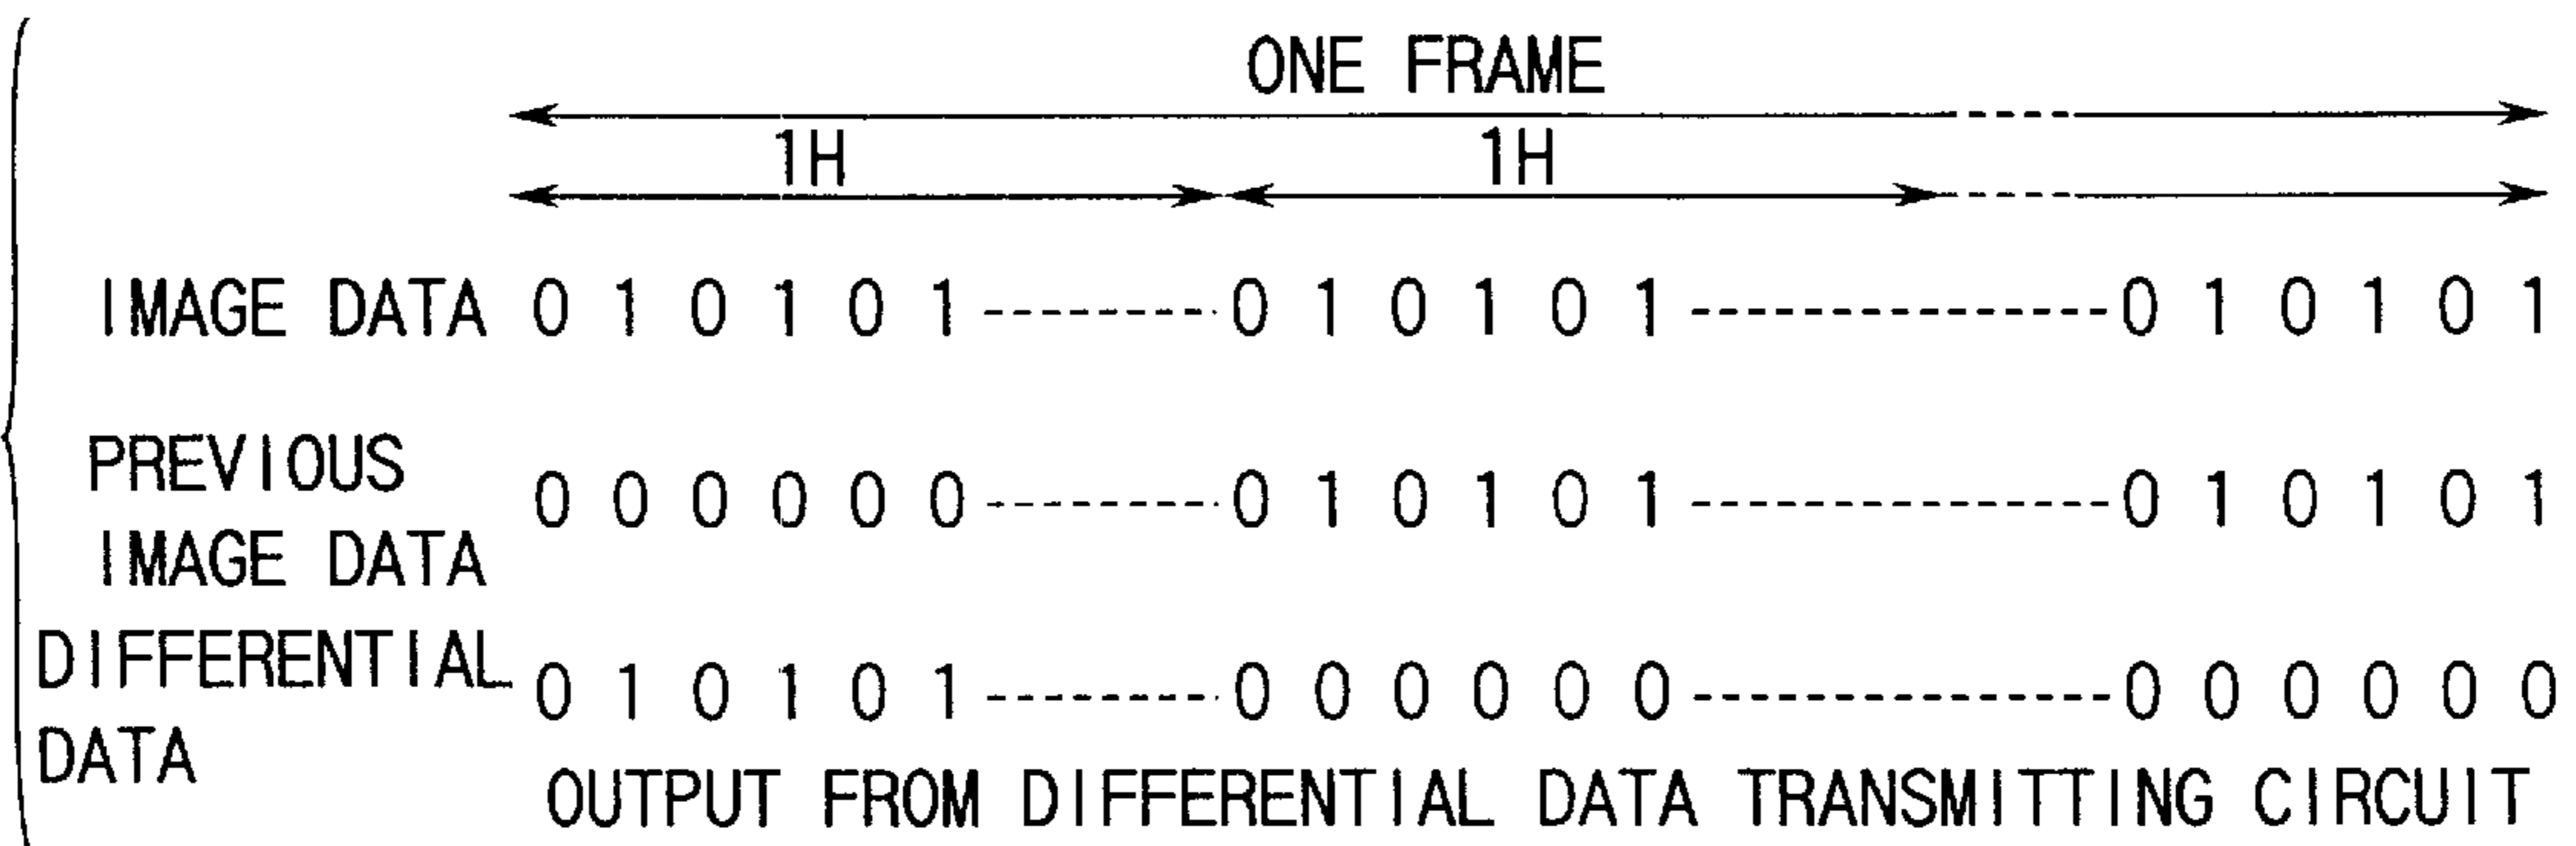 ONE FRAME
1H 1H
IMAGE DATA 0 1 0 1 0 1 --------- 0 1 0 1 0 1 --------------- 0 1 0 1 0 1
PREVIOUS
IMAGE DATA 0 0 0 0 0 0 --------- 0 1 0 1 0 1 --------------- 0 1 0 1 0 1
DIFFERENTIAL
DATA 0 1 0 1 0 1 --------- 0 0 0 0 0 0 --------------- 0 0 0 0 0 0
OUTPUT FROM DIFFERENTIAL DATA TRANSMITTING CIRCUIT